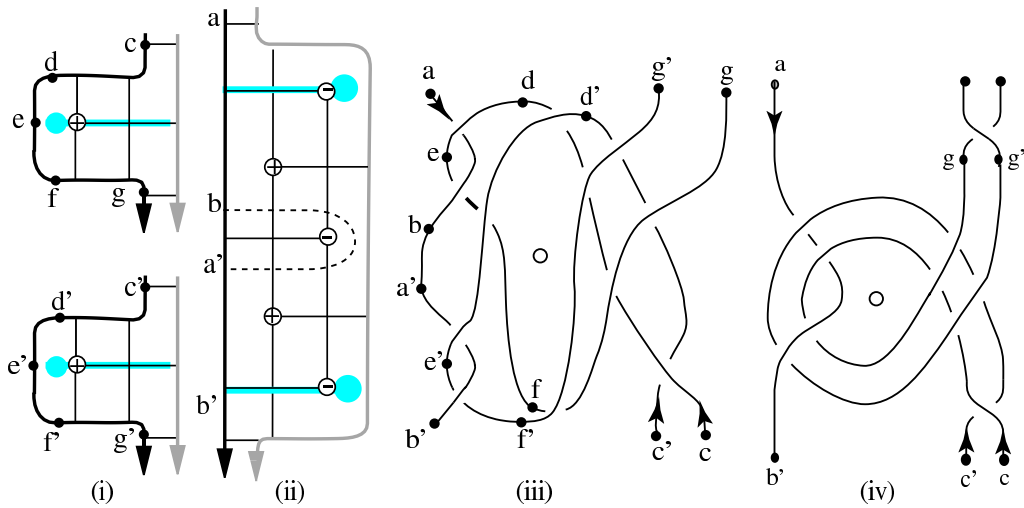 c
d
e
f
g
c'
d'
e'
f'
g'
(i)
a
b
a'
b'
(ii)
a
d
d'
g'
g
e
b
a'
e'
f
b'
f'
c'
c
(iii)
a
g
g'
b'
c'
c
(iv)